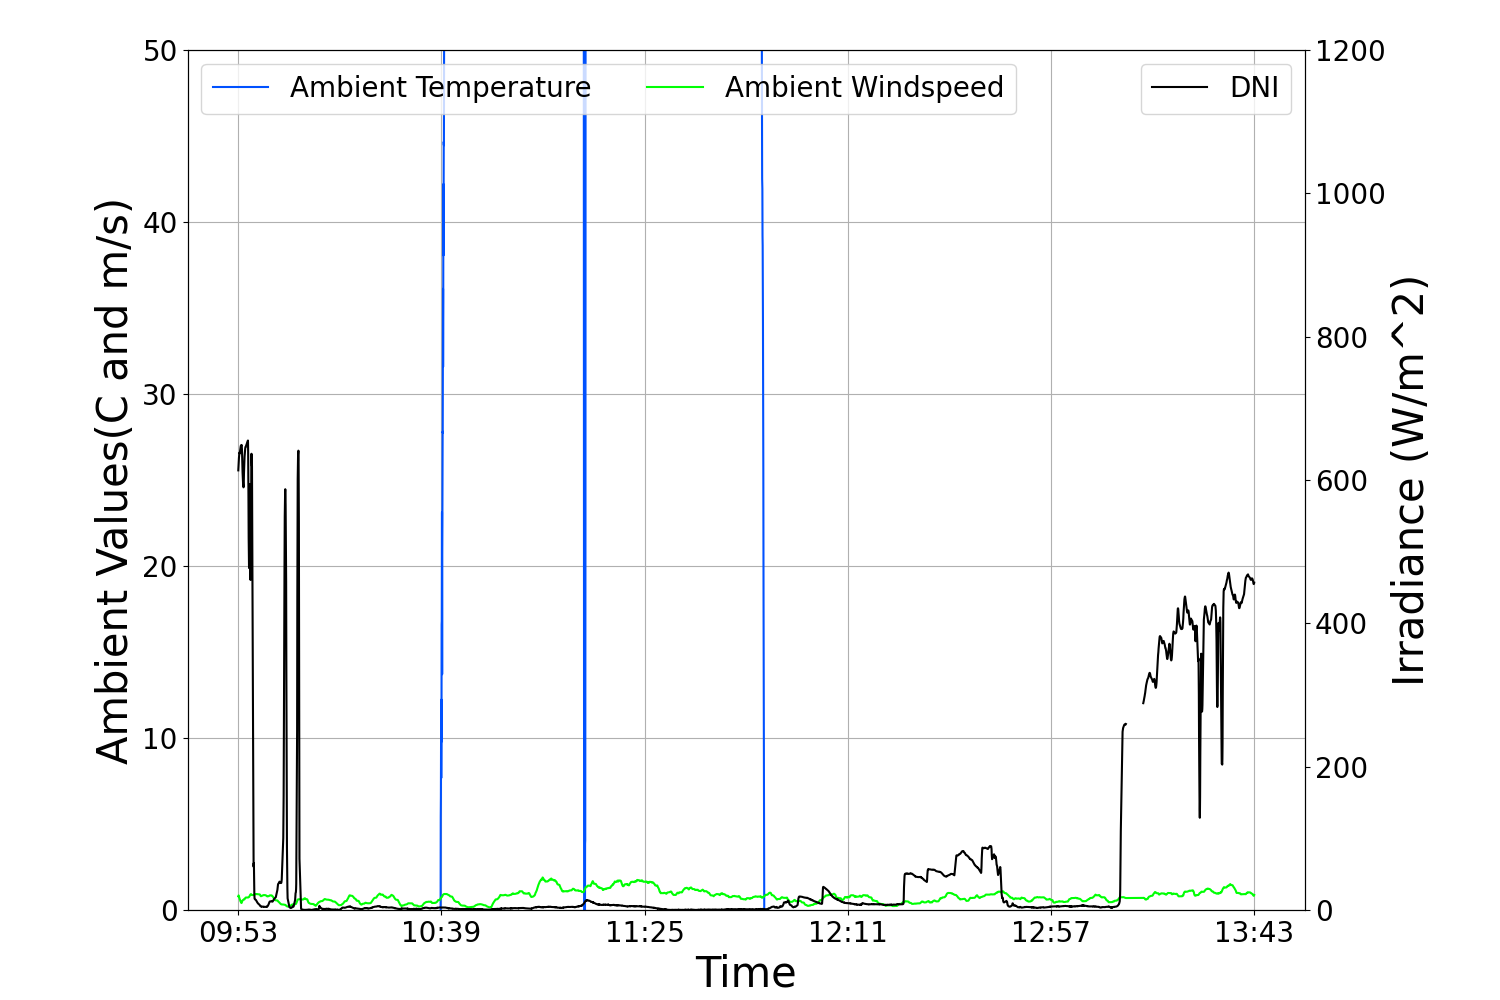 Ambient Temperature Ambient Windspeed DNI
50
40
30
20
10
0
Ambient Values(C and m/s)
1200
1000
800
600
400
200
0
Irradiance (W/m^2)
09:53 10:39 11:25 12:11 12:57 13:43
Time